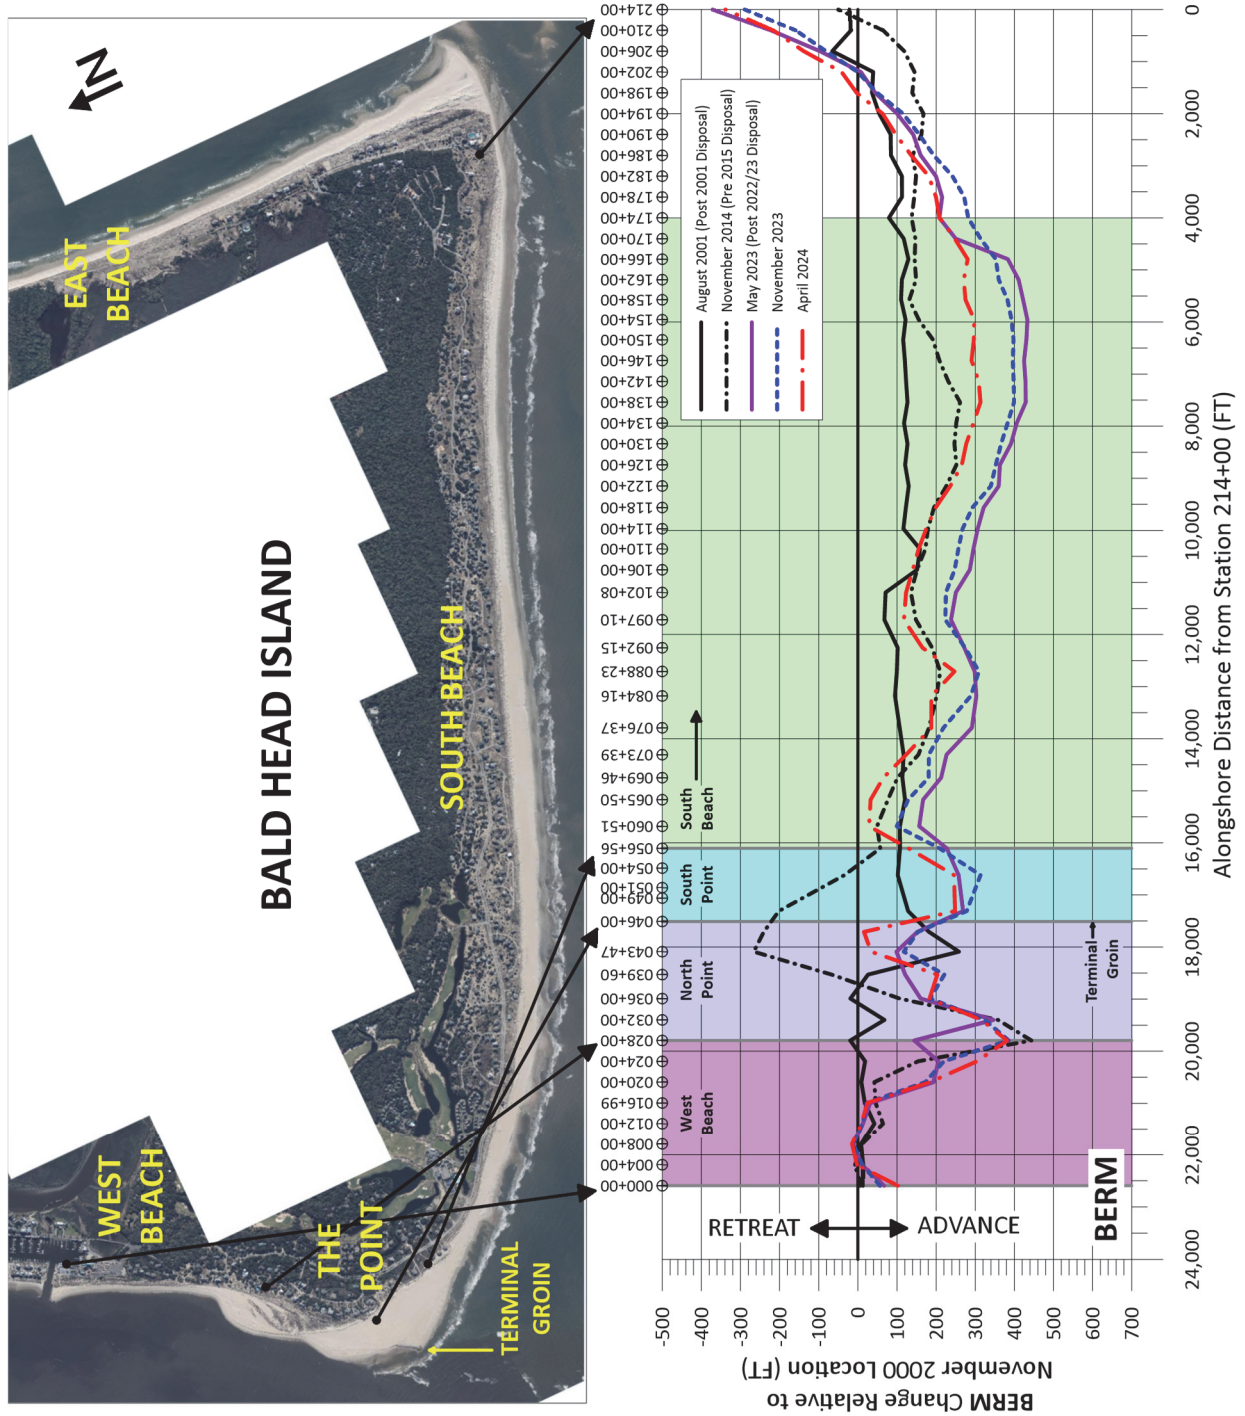 N
EAST
BEACH
BALD HEAD ISLAND
SOUTH BEACH
WEST
BEACH
THE
POINT
TERMINAL
GROIN
000+00
004+00
008+00
012+00
016+99
020+00
024+00
028+00
032+00
036+00
039+60
043+47
046+00
049+00
051+00
054+00
056+56
060+51
065+50
069+46
073+39
076+37
084+16
088+23
092+15
097+10
102+08
106+00
110+00
114+00
118+00
122+00
126+00
130+00
134+00
138+00
142+00
146+00
150+00
154+00
158+00
162+00
166+00
170+00
174+00
178+00
182+00
186+00
190+00
194+00
198+00
202+00
206+00
210+00
214+00
West
Beach
North
Point
South
Point
South
Beach
August 2001 (Post 2001 Disposal)
November 2014 (Pre 2015 Disposal)
May 2023 (Post 2022/23 Disposal)
November 2023
April 2024
Terminal
Groin
RETREAT
ADVANCE
BERM
BERM Change Relative to
November 2000 Location (FT)
-500
-400
-300
-200
-100
0
100
200
300
400
500
600
700
24,000
22,000
20,000
18,000
16,000
14,000
12,000
10,000
8,000
6,000
4,000
2,000
0
Alongshore Distance from Station 214+00 (FT)